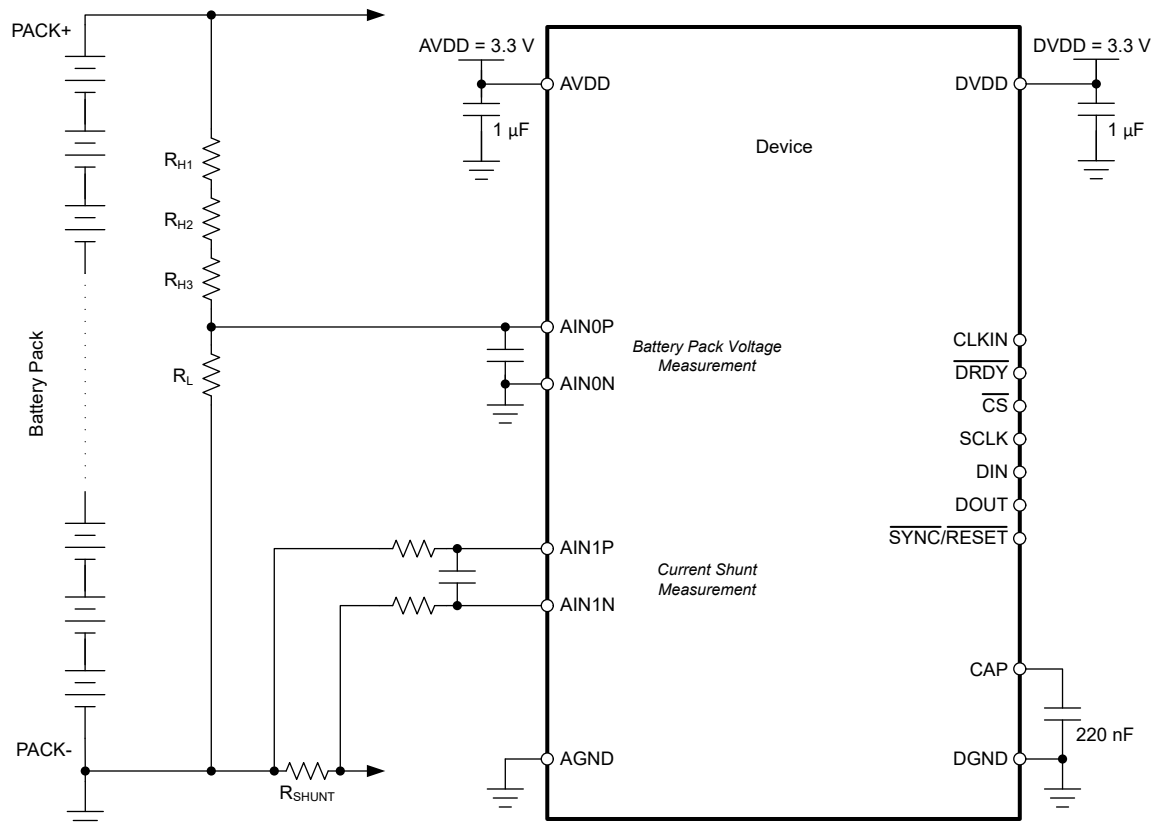 PACK+
AVDD = 3.3 V
DVDD = 3.3 V
AVDD
DVDD
1 µF
1 µF
Device
RH1
RH2
RH3
RL
Battery Pack
AIN0P
AIN0N
Battery Pack Voltage
Measurement
CLKIN
DRDY
CS
SCLK
DIN
DOUT
SYNC/RESET
AIN1P
AIN1N
Current Shunt
Measurement
CAP
220 nF
PACK-
RSHUNT
AGND
DGND